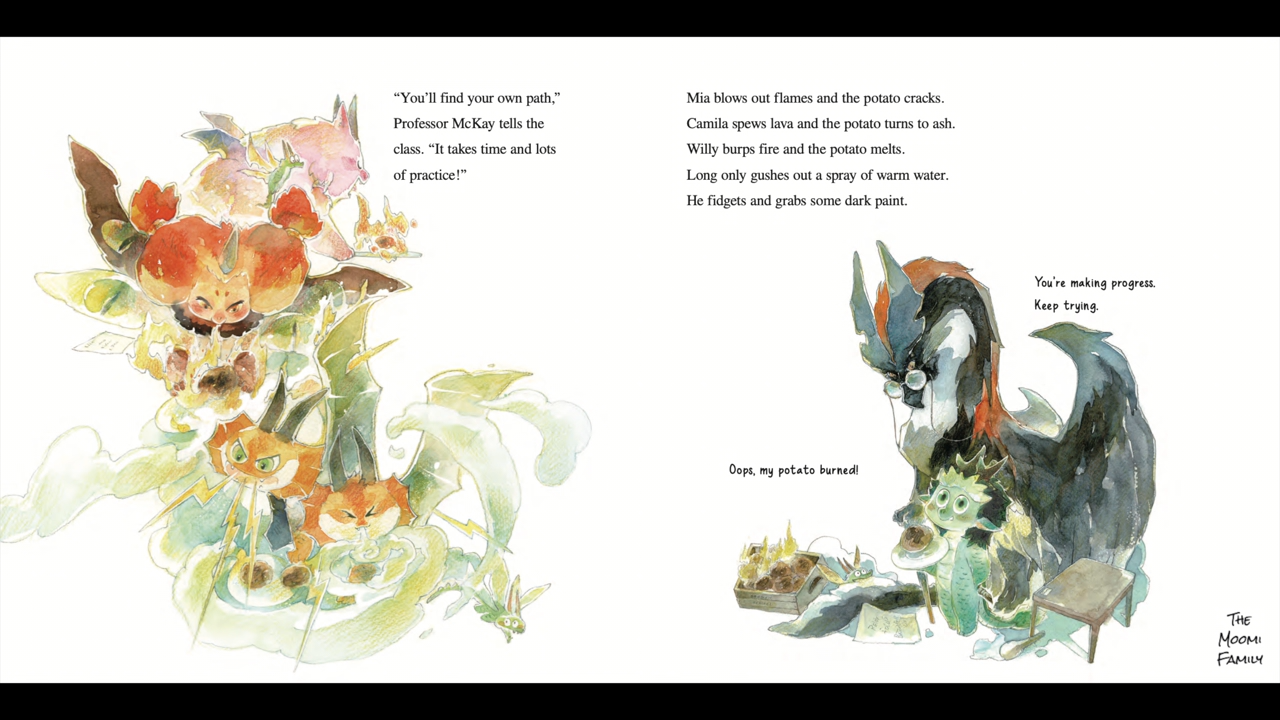 “You’ll find your own path,”
Professor McKay tells the
class. “It takes time and lots
of practice!”
Mia blows out flames and the potato cracks.
Camila spews lava and the potato turns to ash.
Willy burps fire and the potato melts.
Long only gushes out a spray of warm water.
He fidgets and grabs some dark paint.
You're making progress.
Keep trying.
Oops, my potato burned!
THE
MOOMI
FAMILY